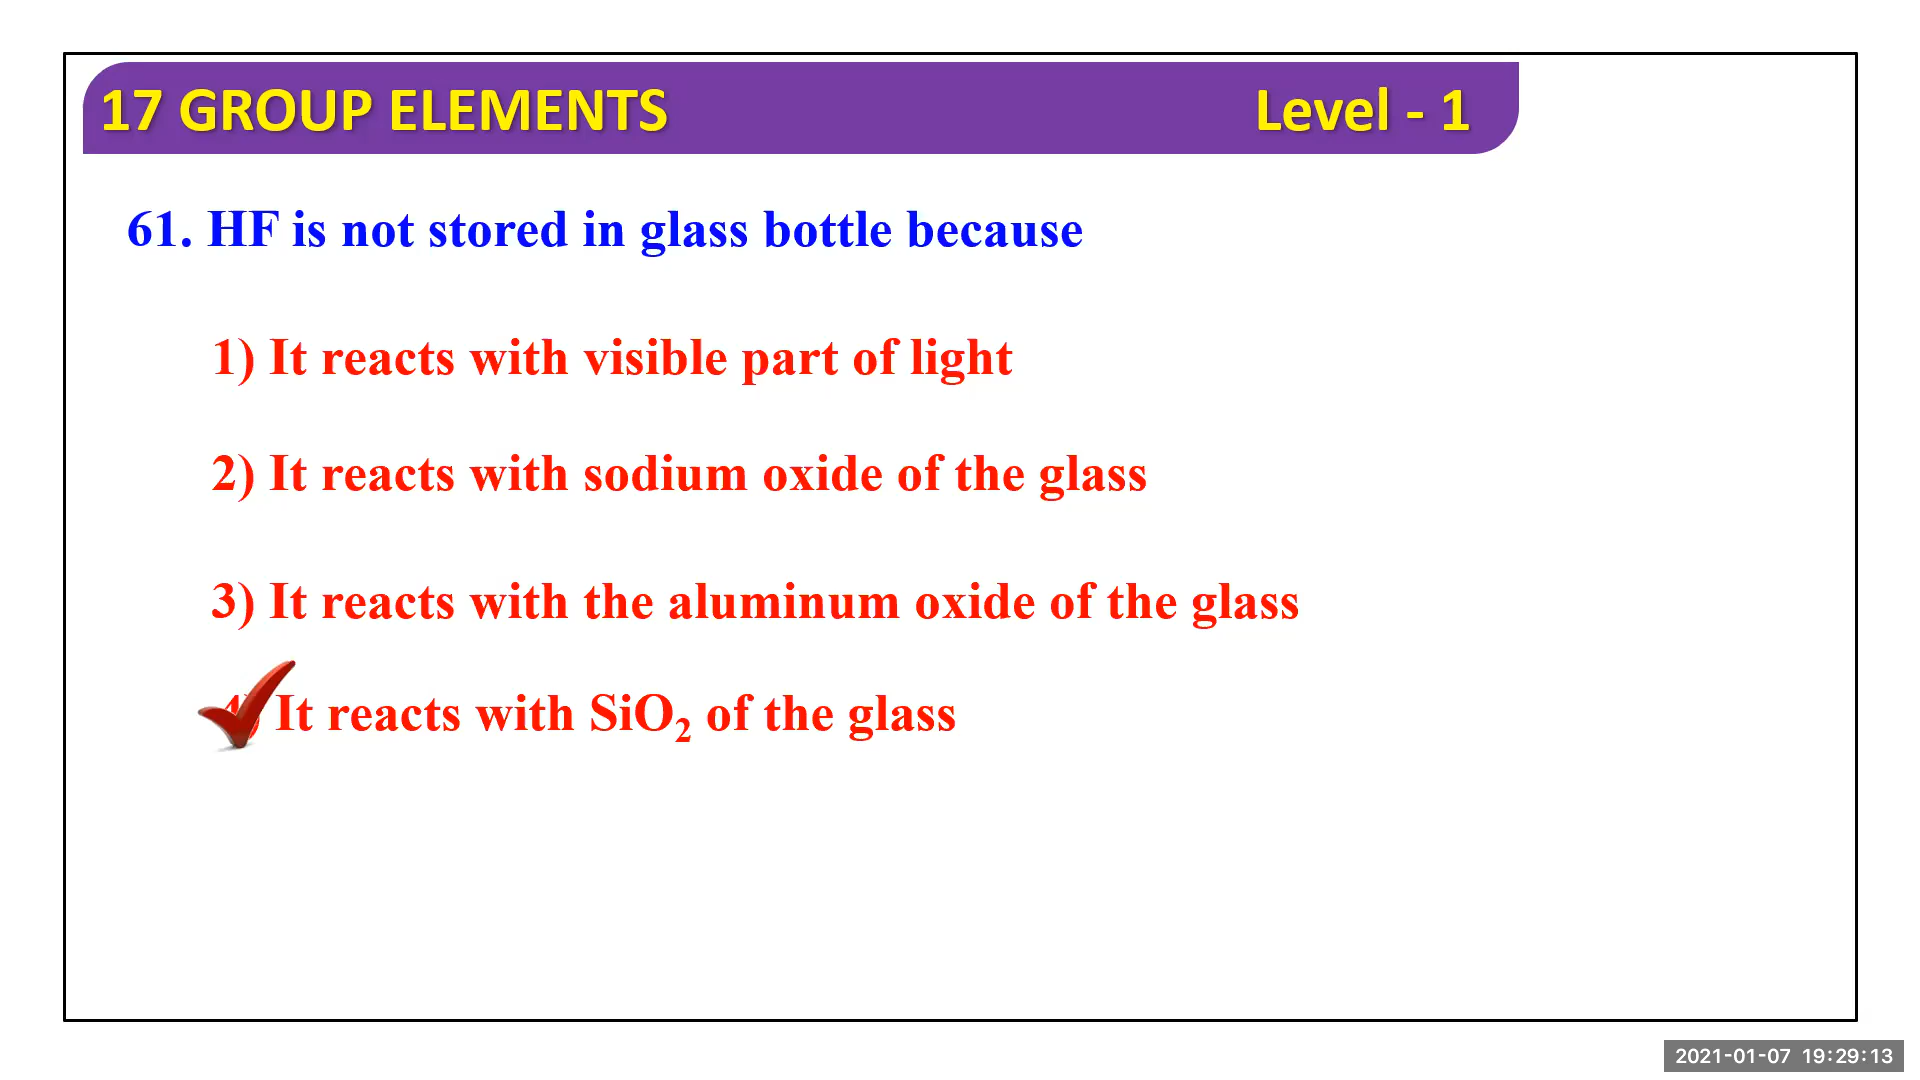 17 GROUP ELEMENTS Level - 1
61. HF is not stored in glass bottle because
1) It reacts with visible part of light
2) It reacts with sodium oxide of the glass
3) It reacts with the aluminum oxide of the glass
4) It reacts with SiO₂ of the glass
2021-01-07 19:29:13